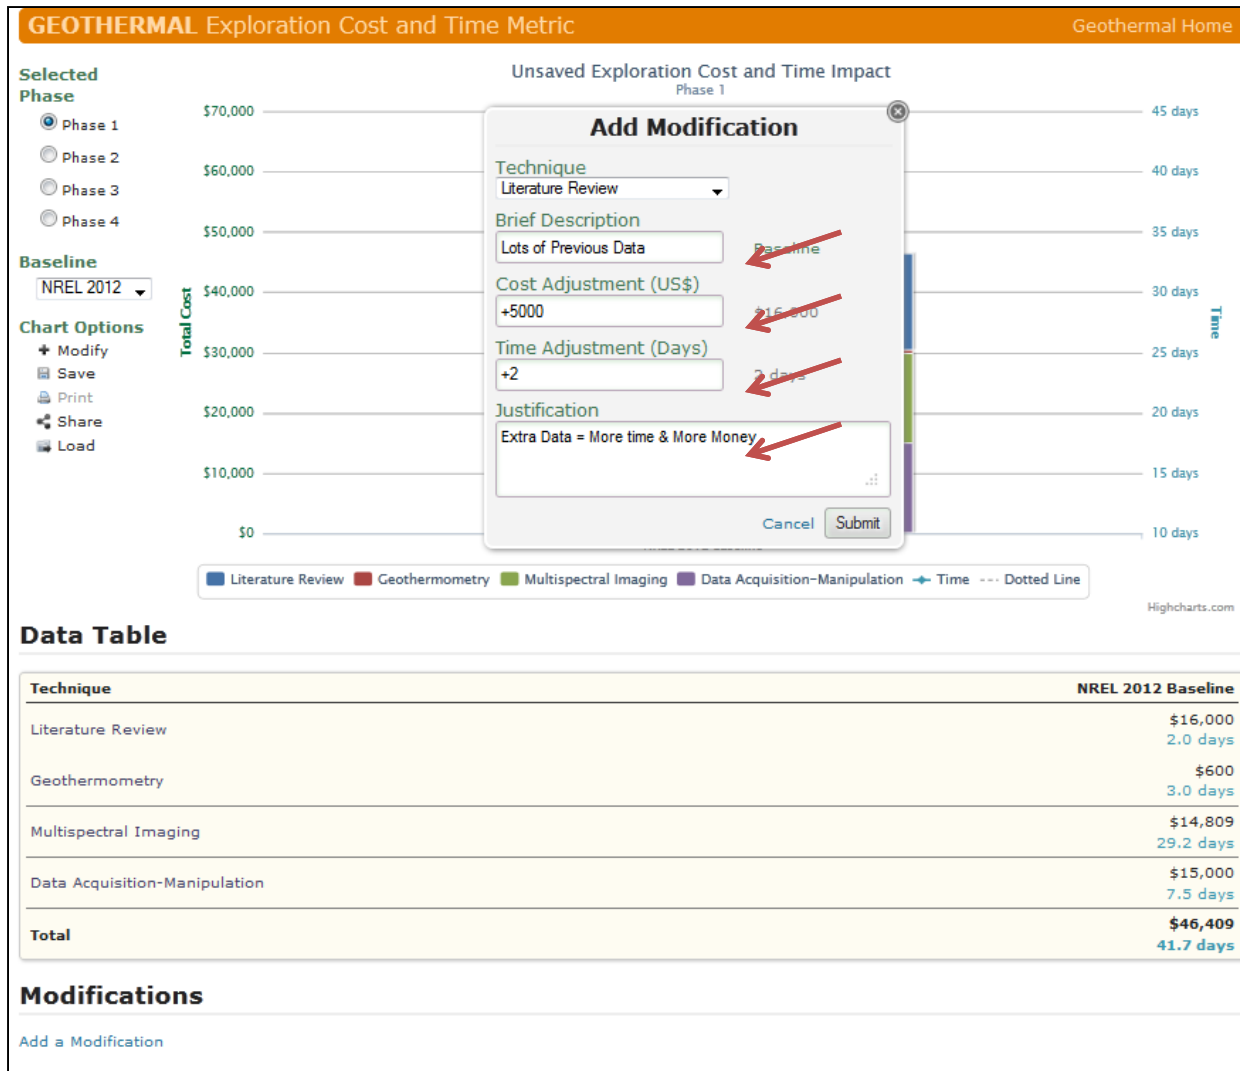 GEOTHERMAL Exploration Cost and Time Metric
Geothermal Home
Selected
Phase
Phase 1
Phase 2
Phase 3
Phase 4
Baseline
NREL 2012
Chart Options
Modify
Save
Print
Share
Load
Unsaved Exploration Cost and Time Impact
Phase 1
Total Cost
$70,000
$60,000
$50,000
$40,000
$30,000
$20,000
$10,000
$0
45 days
40 days
35 days
30 days
25 days
20 days
15 days
10 days
Time
Add Modification
Technique
Literature Review
Brief Description
Lots of Previous Data
Baseline
Cost Adjustment (US$)
+5000
$16,000
Time Adjustment (Days)
+2
2 days
Justification
Extra Data = More time & More Money
Cancel
Submit
NREL 2012 Baseline
Literature Review Geothermometry Multispectral Imaging Data Acquisition-Manipulation Time Dotted Line
Highcharts.com
Data Table
Technique NREL 2012 Baseline
Literature Review $16,000
2.0 days
Geothermometry $600
3.0 days
Multispectral Imaging $14,809
29.2 days
Data Acquisition-Manipulation $15,000
7.5 days
Total $46,409
41.7 days
Modifications
Add a Modification